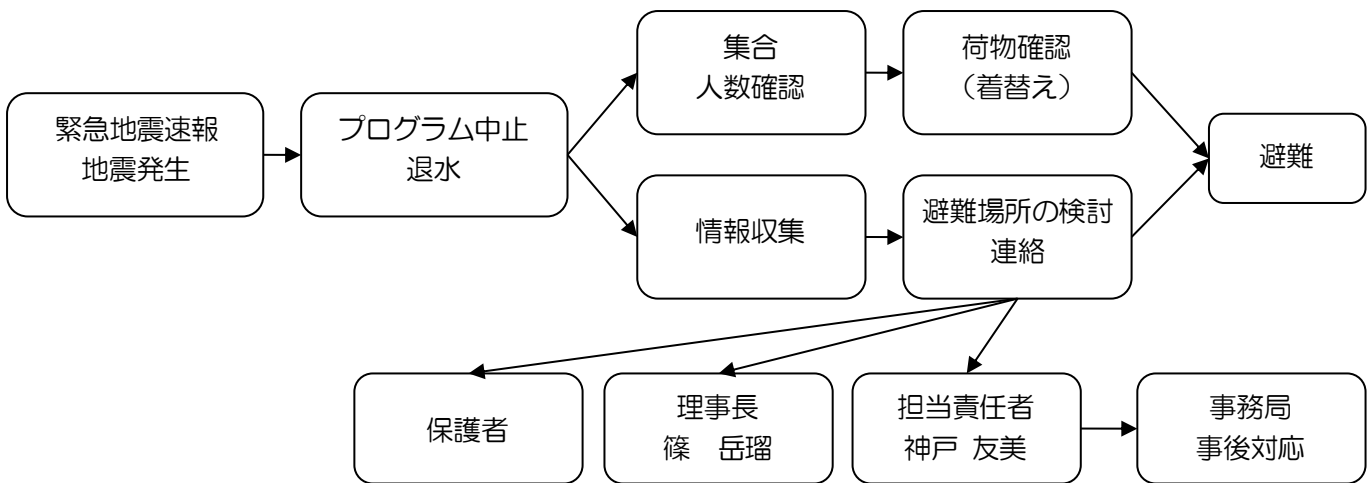 緊急地震速報
地震発生
プログラム中止
退水
集合
人数確認
荷物確認
（着替え）
情報収集
避難場所の検討
連絡
避難
保護者
理事長
篠　岳瑠
担当責任者
神戸 友美
事務局
事後対応